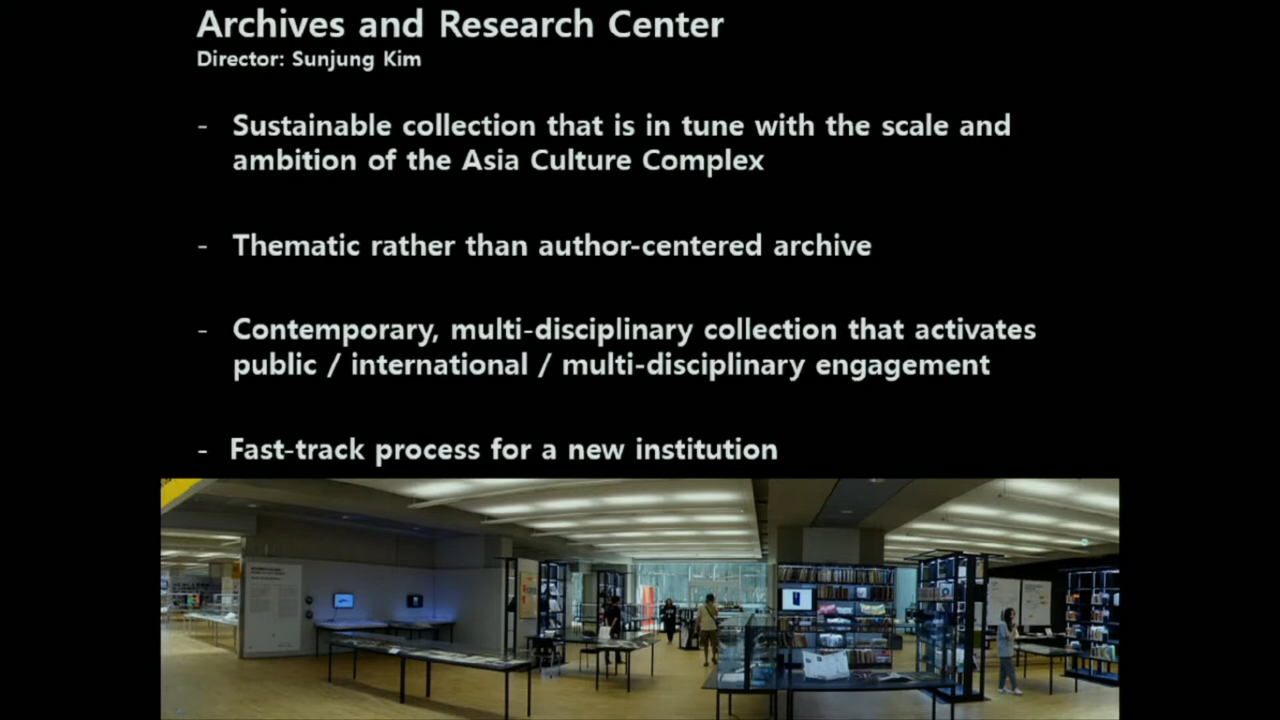 Archives and Research Center
Director: Sunjung Kim
- Sustainable collection that is in tune with the scale and
ambition of the Asia Culture Complex
- Thematic rather than author-centered archive
- Contemporary, multi-disciplinary collection that activates
public / international / multi-disciplinary engagement
- Fast-track process for a new institution